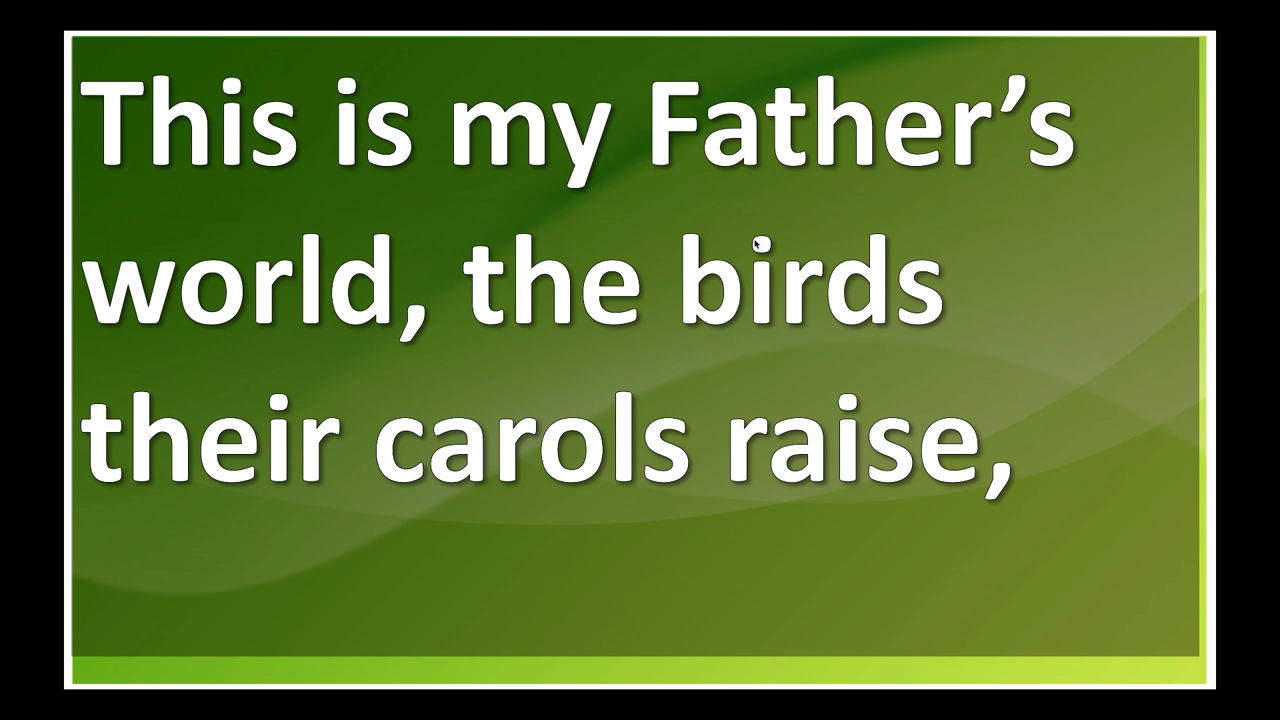 This is my Father’s
world, the birds
their carols raise,